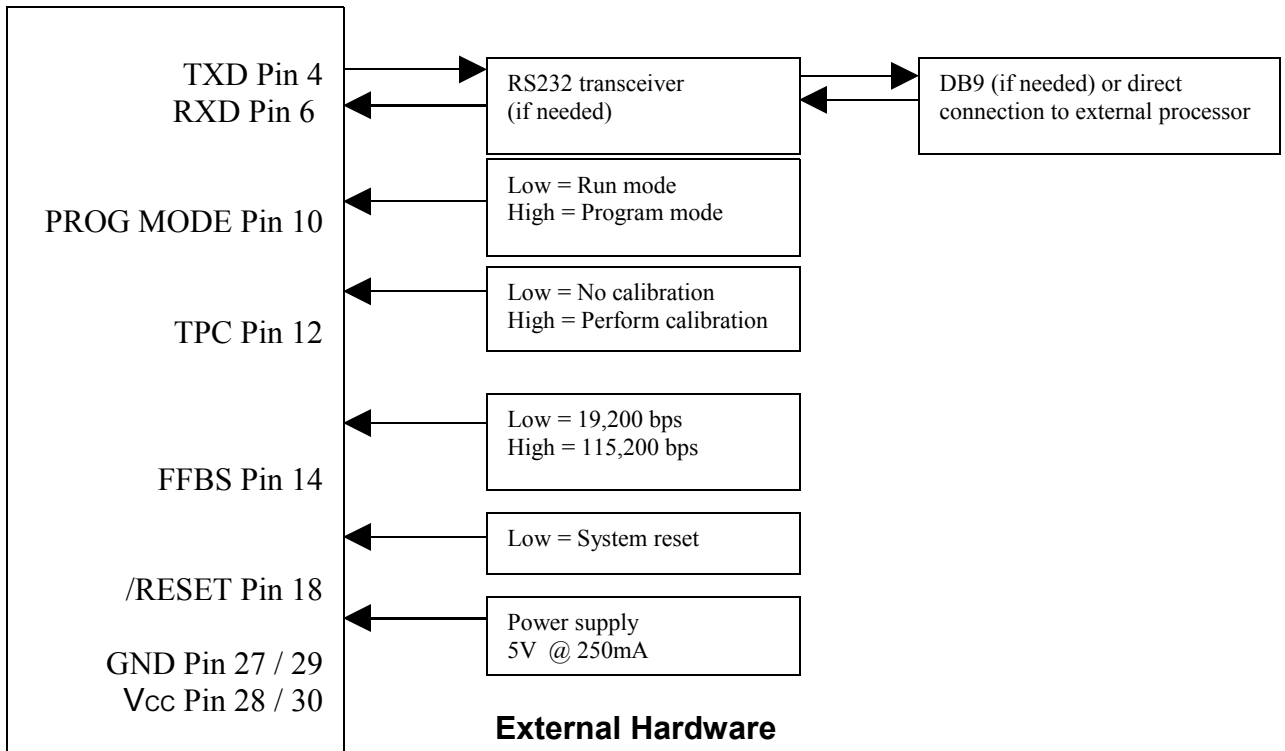 TXD Pin 4
RXD Pin 6
RS232 transceiver
(if needed)
DB9 (if needed) or direct
connection to external processor
PROG MODE Pin 10
Low = Run mode
High = Program mode
TPC Pin 12
Low = No calibration
High = Perform calibration
FFBS Pin 14
Low = 19,200 bps
High = 115,200 bps
/RESET Pin 18
Low = System reset
GND Pin 27 / 29
Vcc Pin 28 / 30
Power supply
5V @ 250mA
External Hardware